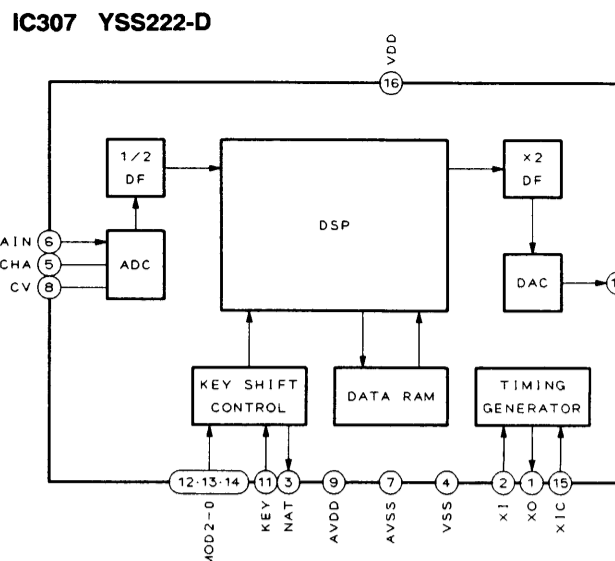 IC307 YSS222-D
VDD
16
1/2
DF
×2
DF
DSP
AIN 6
CHA 5
CV 8
ADC
DAC
KEY SHIFT
CONTROL
DATA RAM
TIMING
GENERATOR
12·13·14
11
3
9
7
4
2
1
15
MOD2-0
KEY
NAT
AVDD
AVSS
VSS
XI
XO
XIC